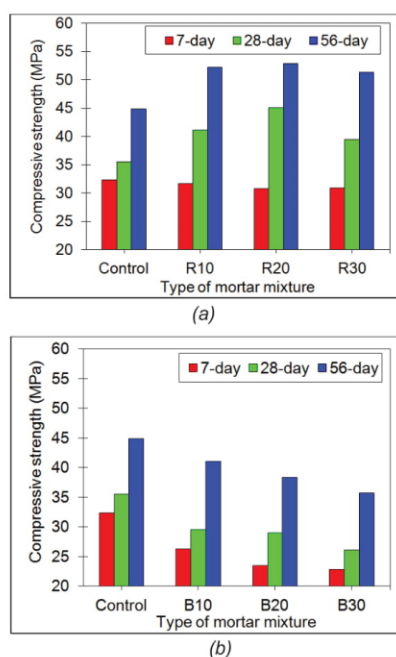 60
55
50
45
40
35
30
25
20
Compressive strength (MPa)
7-day 28-day 56-day
Control R10 R20 R30
Type of mortar mixture
(a)
60
55
50
45
40
35
30
25
20
Compressive strength (MPa)
7-day 28-day 56-day
Control B10 B20 B30
Type of mortar mixture
(b)